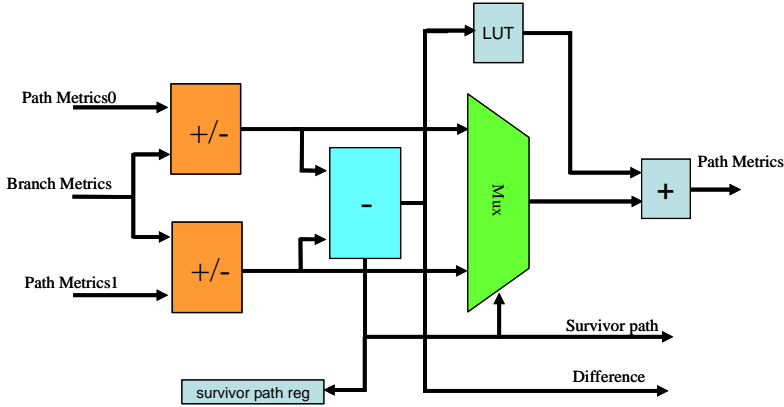 LUT
Path Metrics0
+/-
Branch Metrics
-
Mux
+
Path Metrics
+/-
Path Metrics1
Survivor path
survivor path reg
Difference